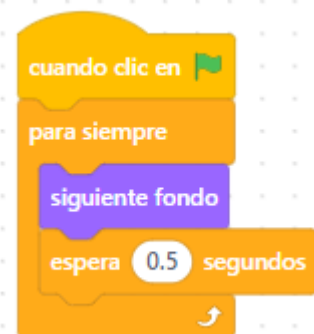 cuando clic en
para siempre
siguiente fondo
espera 0.5 segundos